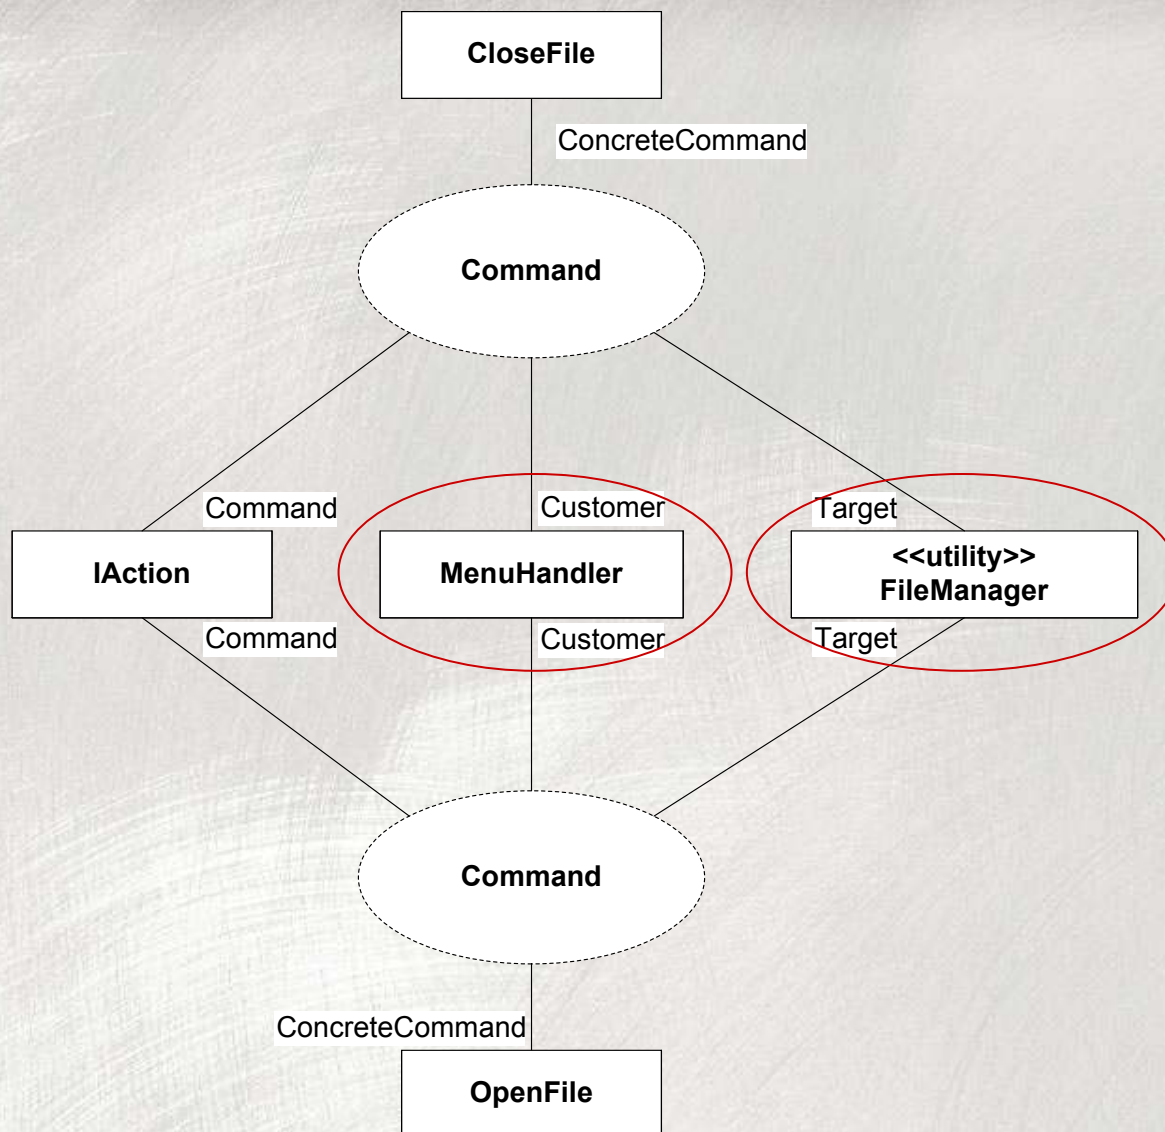 CloseFile
ConcreteCommand
Command
Command
Customer
Target
IAction
MenuHandler
<<utility>>
FileManager
Command
Customer
Target
Command
ConcreteCommand
OpenFile